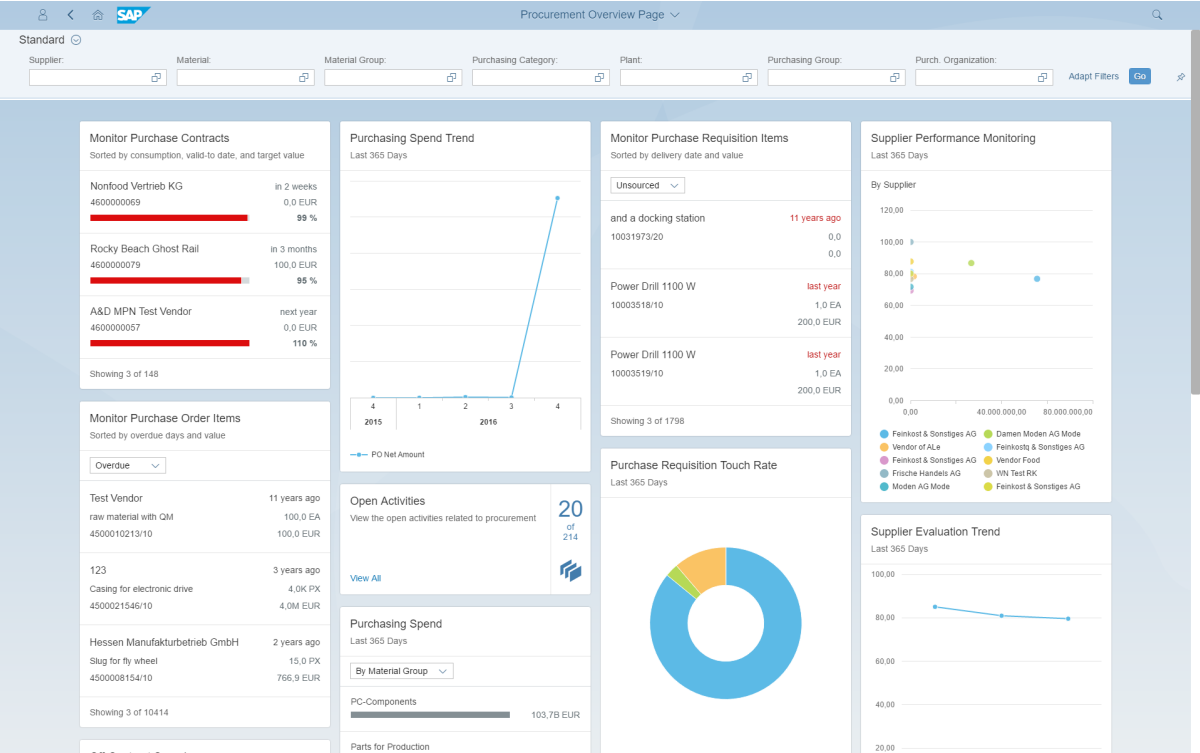 SAP
Procurement Overview Page
Standard
Supplier:
Material:
Material Group:
Purchasing Category:
Plant:
Purchasing Group:
Purch. Organization:
Adapt Filters
Go
Monitor Purchase Contracts
Sorted by consumption, valid-to date, and target value
Nonfood Vertrieb KG in 2 weeks
4600000069 0,0 EUR
99 %
Rocky Beach Ghost Rail in 3 months
4600000079 100,0 EUR
95 %
A&D MPN Test Vendor next year
4600000057 0,0 EUR
110 %
Showing 3 of 148
Monitor Purchase Order Items
Sorted by overdue days and value
Overdue
Test Vendor 11 years ago
raw material with QM 100,0 EA
4500010213/10 100,0 EUR
123 3 years ago
Casing for electronic drive 4,0K PX
4500021546/10 4,0M EUR
Hessen Manufakturbetrieb GmbH 2 years ago
Slug for fly wheel 15,0 PX
4500008154/10 766,9 EUR
Showing 3 of 10414
Purchasing Spend Trend
Last 365 Days
4 1 2 3 4
2015 2016
PO Net Amount
Open Activities
View the open activities related to procurement
View All
20
of
214
Purchasing Spend
Last 365 Days
By Material Group
PC-Components
103,7B EUR
Parts for Production
Monitor Purchase Requisition Items
Sorted by delivery date and value
Unsourced
and a docking station 11 years ago
10031973/20 0,0
0,0
Power Drill 1100 W last year
10003518/10 1,0 EA
200,0 EUR
Power Drill 1100 W last year
10003519/10 1,0 EA
200,0 EUR
Showing 3 of 1798
Purchase Requisition Touch Rate
Last 365 Days
Supplier Performance Monitoring
Last 365 Days
By Supplier
120,00
100,00
80,00
60,00
40,00
20,00
0,00
0,00 40.000.000,00 80.000.000,00
Feinkost & Sonstiges AG Damen Moden AG Mode
Vendor of ALe Feinkostq & Sonstiges AG
Feinkost & Sonstiges AG Vendor Food
Frische Handels AG WN Test RK
Moden AG Mode Feinkost & Sonstiges AG
Supplier Evaluation Trend
Last 365 Days
100,00
80,00
60,00
40,00
20,00